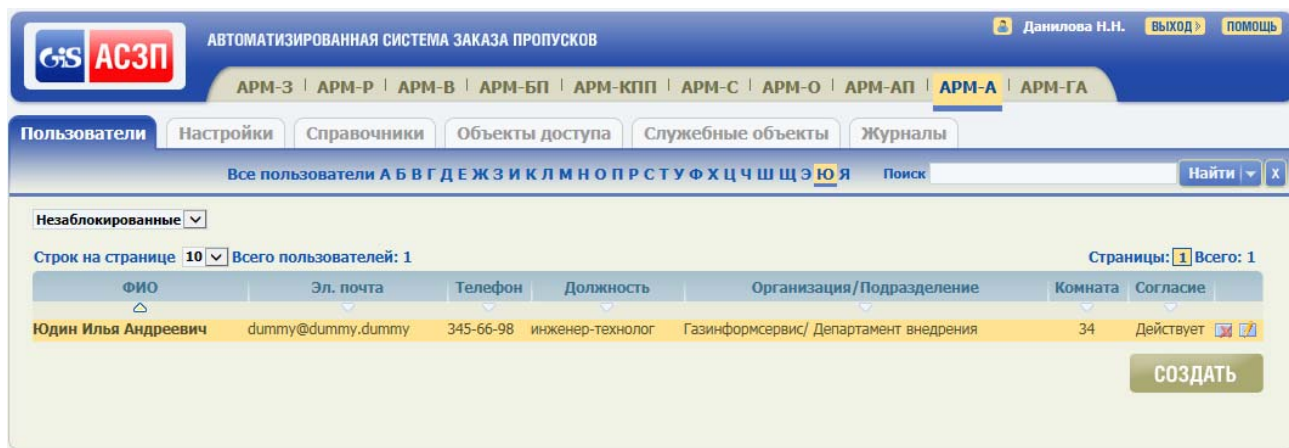 GiS АСЗП
АВТОМАТИЗИРОВАННАЯ СИСТЕМА ЗАКАЗА ПРОПУСКОВ
Данилова Н.Н. ВЫХОД » ПОМОЩЬ
АРМ-З АРМ-Р АРМ-В АРМ-БП АРМ-КПП АРМ-С АРМ-О АРМ-АП АРМ-А АРМ-ГА
Пользователи Настройки Справочники Объекты доступа Служебные объекты Журналы
Все пользователи А Б В Г Д Е Ж З И К Л М Н О П Р С Т У Ф Х Ц Ч Ш Щ Э Ю Я Поиск Найти X
Незаблокированные
Строк на странице 10 Всего пользователей: 1 Страницы: 1 Всего: 1
ФИО Эл. почта Телефон Должность Организация/Подразделение Комната Согласие
Юдин Илья Андреевич dummy@dummy.dummy 345-66-98 инженер-технолог Газинформсервис/ Департамент внедрения 34 Действует
СОЗДАТЬ